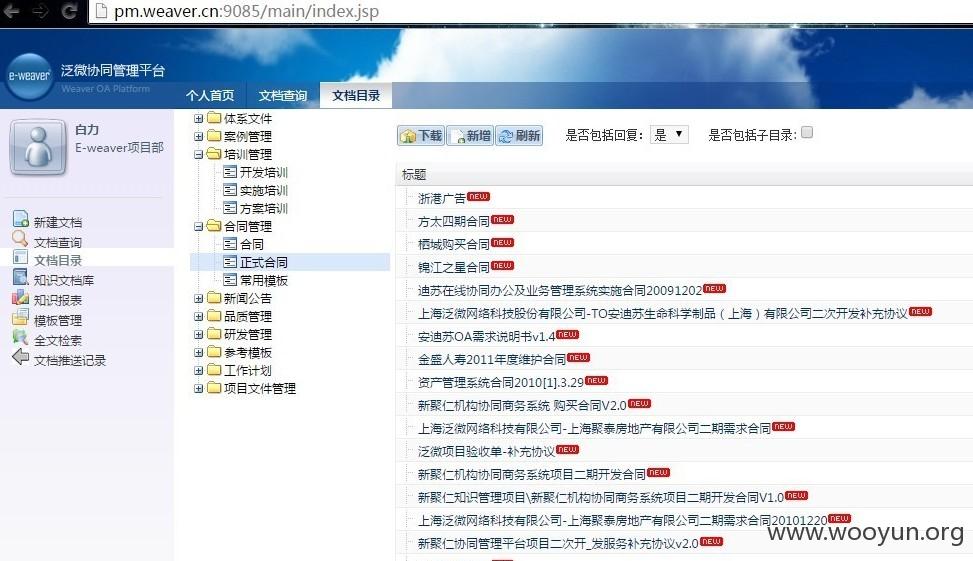 pm.weaver.cn:9085/main/index.jsp
e-weaver
泛微协同管理平台
Weaver OA Platform
个人首页 文档查询 文档目录
白力
E-weaver项目部
新建文档
文档查询
文档目录
知识文档库
知识报表
模板管理
全文检索
文档推送记录
体系文件
案例管理
培训管理
开发培训
实施培训
方案培训
合同管理
合同
正式合同
常用模板
新闻公告
品质管理
研发管理
参考模板
工作计划
项目文件管理
下载 新增 刷新 是否包括回复: 是 是否包括子目录:
标题
浙港广告 NEW
方太四期合同 NEW
栖城购买合同 NEW
锦江之星合同 NEW
迪苏在线协同办公及业务管理系统实施合同20091202 NEW
上海泛微网络科技股份有限公司-TO安迪苏生命科学制品（上海）有限公司二次开发补充协议 NEW
安迪苏OA需求说明书v1.4 NEW
金盛人寿2011年度维护合同 NEW
资产管理系统合同2010[1].3.29 NEW
新聚仁机构协同商务系统 购买合同V2.0 NEW
上海泛微网络科技有限公司-上海聚泰房地产有限公司二期需求合同 NEW
泛微项目验收单-补充协议 NEW
新聚仁机构协同商务系统项目二期开发合同 NEW
新聚仁知识管理项目\新聚仁机构协同商务系统项目二期开发合同V1.0 NEW
上海泛微网络科技有限公司-上海聚泰房地产有限公司二期需求合同20101220 NEW
新聚仁协同管理平台项目二次开_发服务补充协议v2.0 NEW
www.wooyun.org